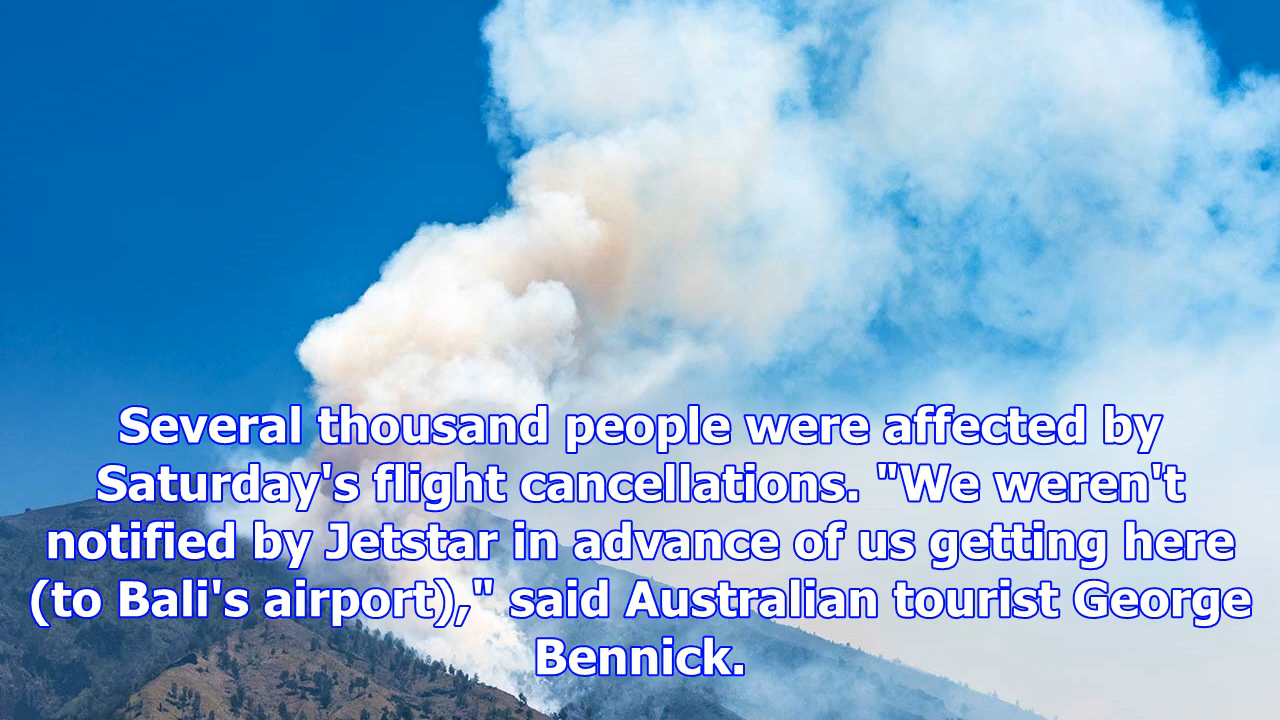 Several thousand people were affected by
Saturday's flight cancellations. "We weren't
notified by Jetstar in advance of us getting here
(to Bali's airport)," said Australian tourist George
Bennick.